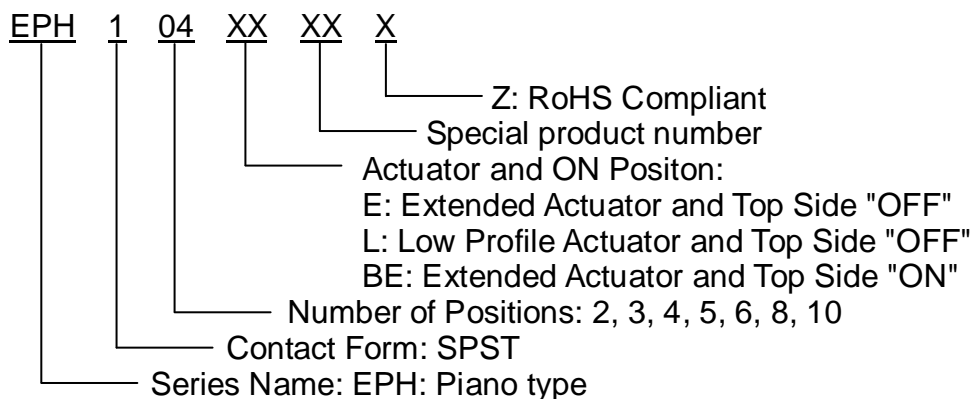 EPH 1 04 XX XX X
Z: RoHS Compliant
Special product number
Actuator and ON Positon:
E: Extended Actuator and Top Side "OFF"
L: Low Profile Actuator and Top Side "OFF"
BE: Extended Actuator and Top Side "ON"
Number of Positions: 2, 3, 4, 5, 6, 8, 10
Contact Form: SPST
Series Name: EPH: Piano type